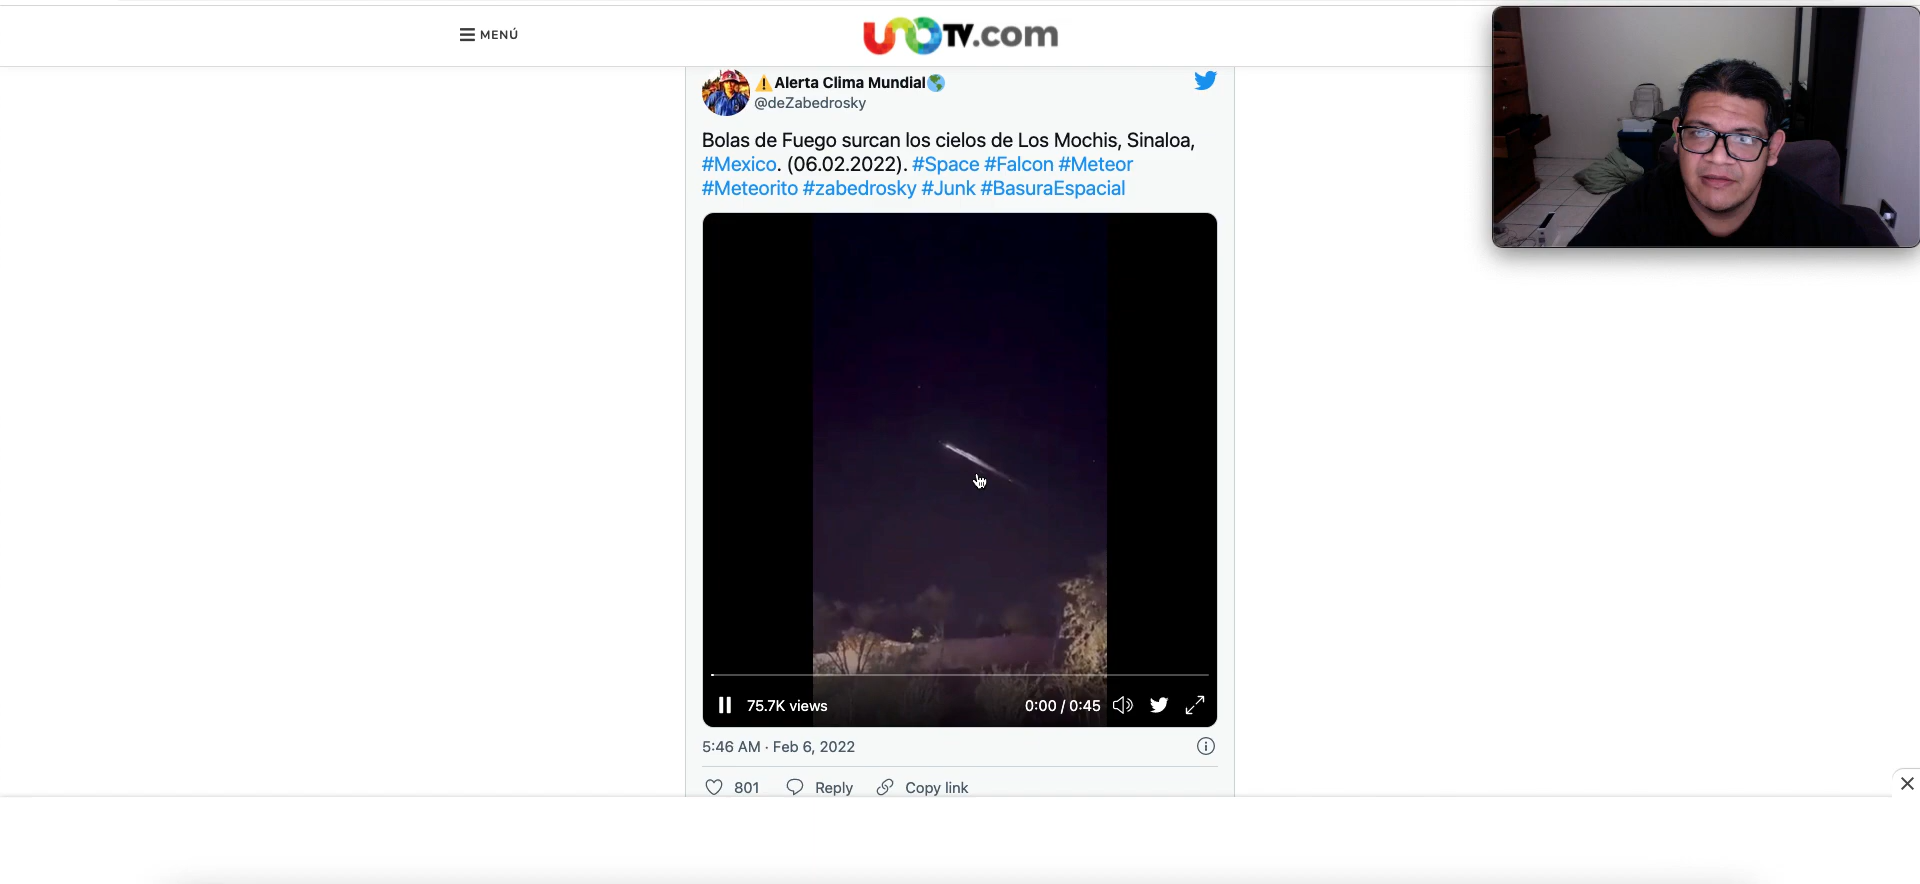 MENÚ
UNOTV.com
⚠️Alerta Clima Mundial🌎
@deZabedrosky
Bolas de Fuego surcan los cielos de Los Mochis, Sinaloa,
#Mexico. (06.02.2022). #Space #Falcon #Meteor
#Meteorito #zabedrosky #Junk #BasuraEspacial
75.7K views
0:00 / 0:45
5:46 AM · Feb 6, 2022
801
Reply
Copy link